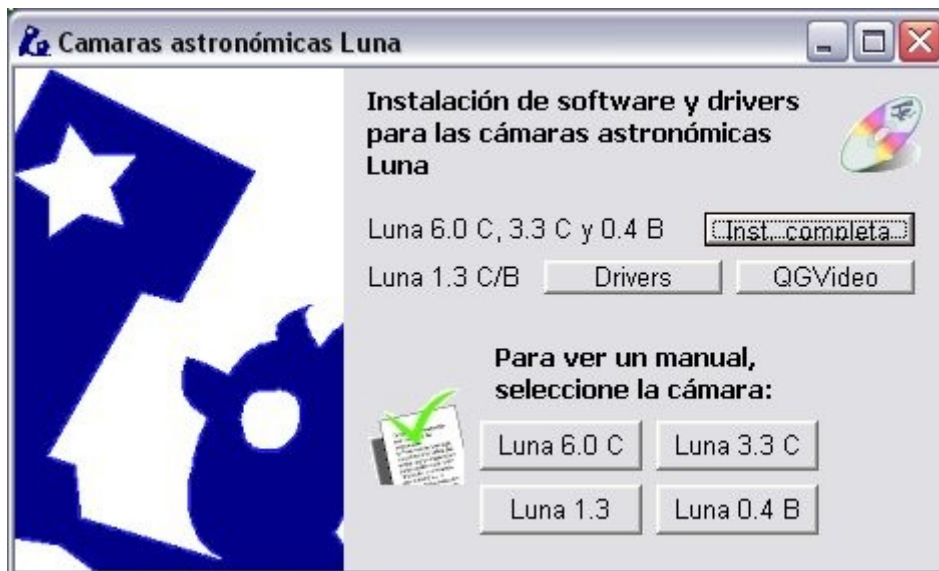 Camaras astronómicas Luna
Instalación de software y drivers
para las cámaras astronómicas
Luna
Luna 6.0 C, 3.3 C y 0.4 B
Inst. completa
Luna 1.3 C/B
Drivers
QGVideo
Para ver un manual,
seleccione la cámara:
Luna 6.0 C
Luna 3.3 C
Luna 1.3
Luna 0.4 B